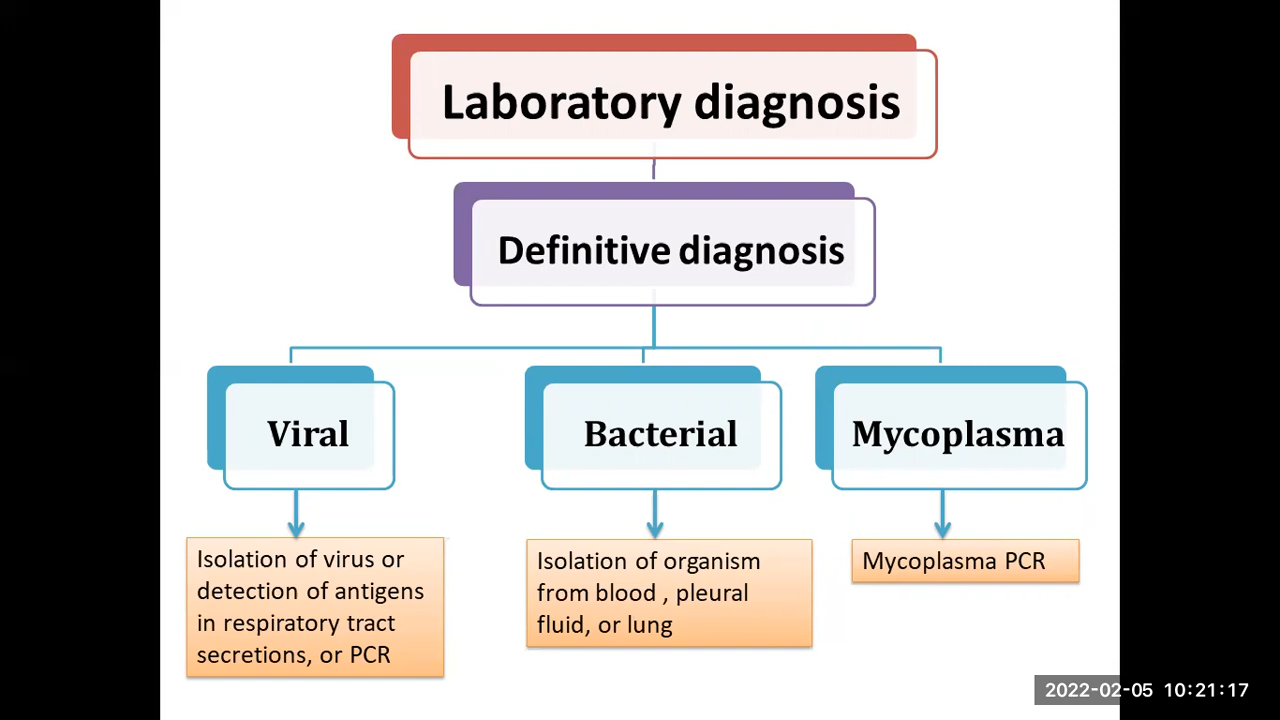 Laboratory diagnosis
Definitive diagnosis
Viral
Bacterial
Mycoplasma
Isolation of virus or
detection of antigens
in respiratory tract
secretions, or PCR
Isolation of organism
from blood , pleural
fluid, or lung
Mycoplasma PCR
2022-02-05 10:21:17